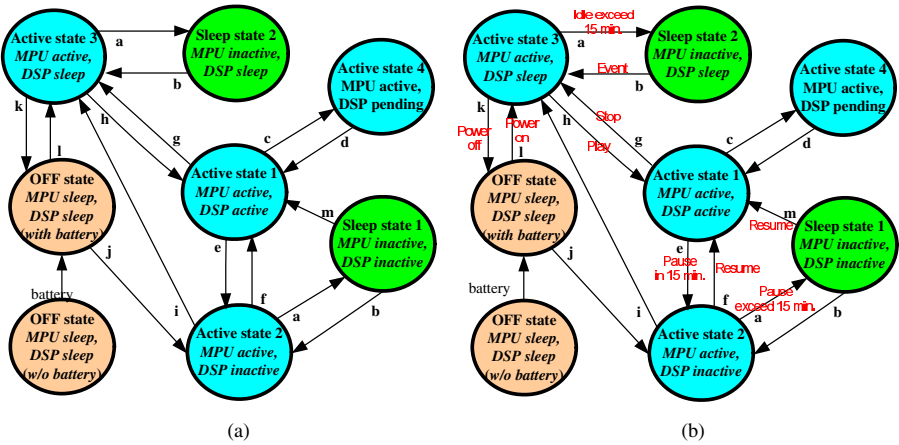 Active state 3
MPU active,
DSP sleep
a
b
Sleep state 2
MPU inactive,
DSP sleep
Active state 4
MPU active,
DSP pending
k
l
h
g
c
d
OFF state
MPU sleep,
DSP sleep
(with battery)
Active state 1
MPU active,
DSP active
m
Sleep state 1
MPU inactive,
DSP inactive
j
e
f
battery
i
a
b
OFF state
MPU sleep,
DSP sleep
(w/o battery)
Active state 2
MPU active,
DSP inactive
(a)
Active state 3
MPU active,
DSP sleep
Idle exceed
15 min.
a
Event
b
Sleep state 2
MPU inactive,
DSP sleep
Active state 4
MPU active,
DSP pending
k
Power
off
Power
on
l
h
g
Stop
Play
c
d
OFF state
MPU sleep,
DSP sleep
(with battery)
Active state 1
MPU active,
DSP active
m
Resume
Sleep state 1
MPU inactive,
DSP inactive
j
e
Pause
in 15 min.
Resume
f
battery
i
Pause
exceed 15 min.
a
b
OFF state
MPU sleep,
DSP sleep
(w/o battery)
Active state 2
MPU active,
DSP inactive
(b)